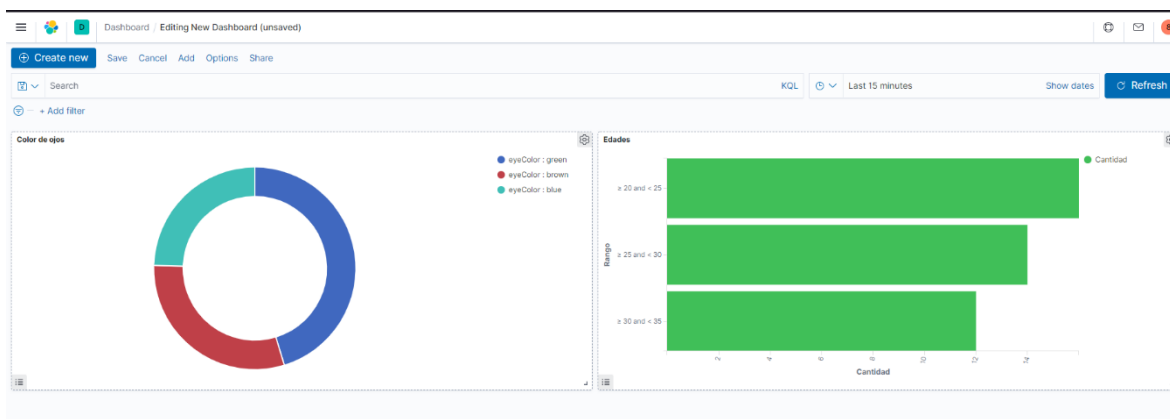 D Dashboard / Editing New Dashboard (unsaved)
Create new Save Cancel Add Options Share
Search KQL Last 15 minutes Show dates Refresh
+ Add filter
Color de ojos
eyeColor : green
eyeColor : brown
eyeColor : blue
Edades
Cantidad
Rango
≥ 20 and < 25
≥ 25 and < 30
≥ 30 and < 35
2 4 6 8 10 12 14
Cantidad